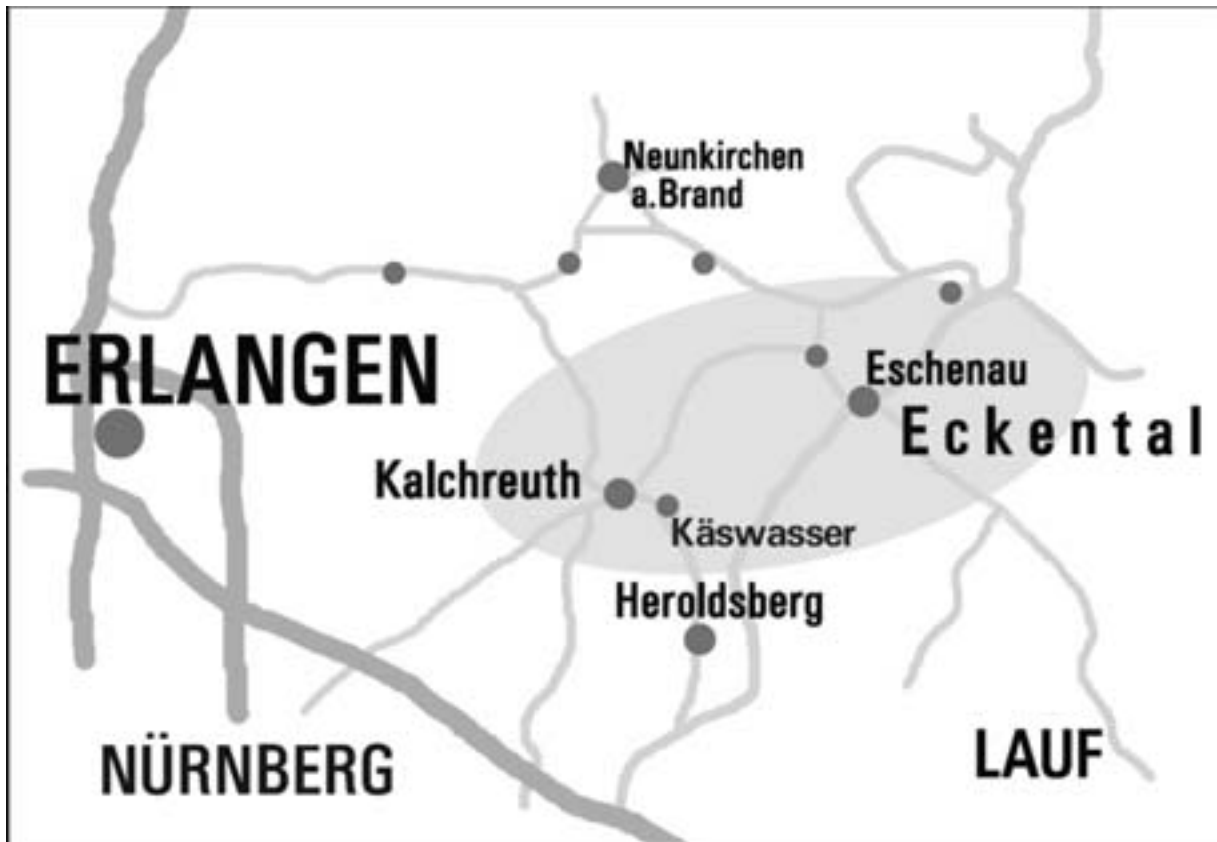 Neunkirchen
a.Brand
ERLANGEN
Eschenau
Eckental
Kalchreuth
Käswasser
Heroldsberg
NÜRNBERG
LAUF